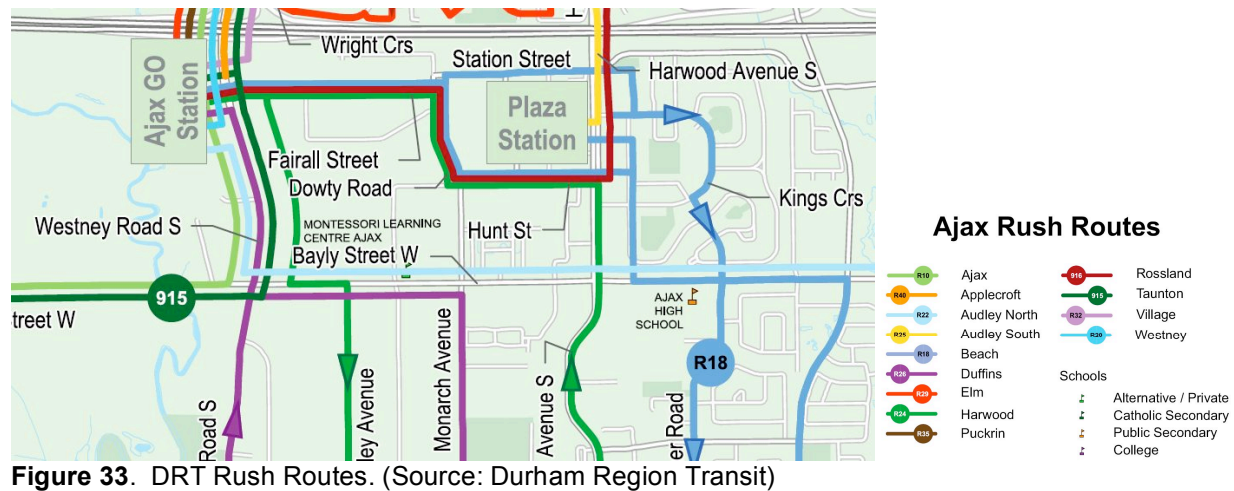 Wright Crs
Station Street
Harwood Avenue S
Ajax GO
Station
Plaza
Station
Fairall Street
Dowty Road
Kings Crs
Westney Road S
MONTESSORI LEARNING
CENTRE AJAX
Hunt St
Bayly Street W
915
AJAX
HIGH
SCHOOL
treet W
R18
Road S
ley Avenue
Monarch Avenue
Avenue S
er Road
Ajax Rush Routes
R10 Ajax
R40 Applecroft
R22 Audley North
R25 Audley South
R18 Beach
R26 Duffins
R29 Elm
R24 Harwood
R35 Puckrin
916 Rossland
915 Taunton
R32 Village
R20 Westney
Schools
Alternative / Private
Catholic Secondary
Public Secondary
College
Figure 33. DRT Rush Routes. (Source: Durham Region Transit)